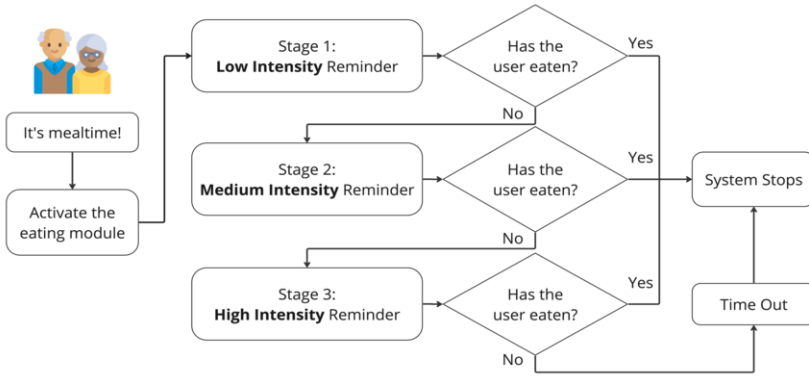 It's mealtime!
Activate the
eating module
Stage 1:
Low Intensity Reminder
Has the
user eaten?
Yes
No
Stage 2:
Medium Intensity Reminder
Has the
user eaten?
Yes
No
Stage 3:
High Intensity Reminder
Has the
user eaten?
Yes
No
Time Out
System Stops